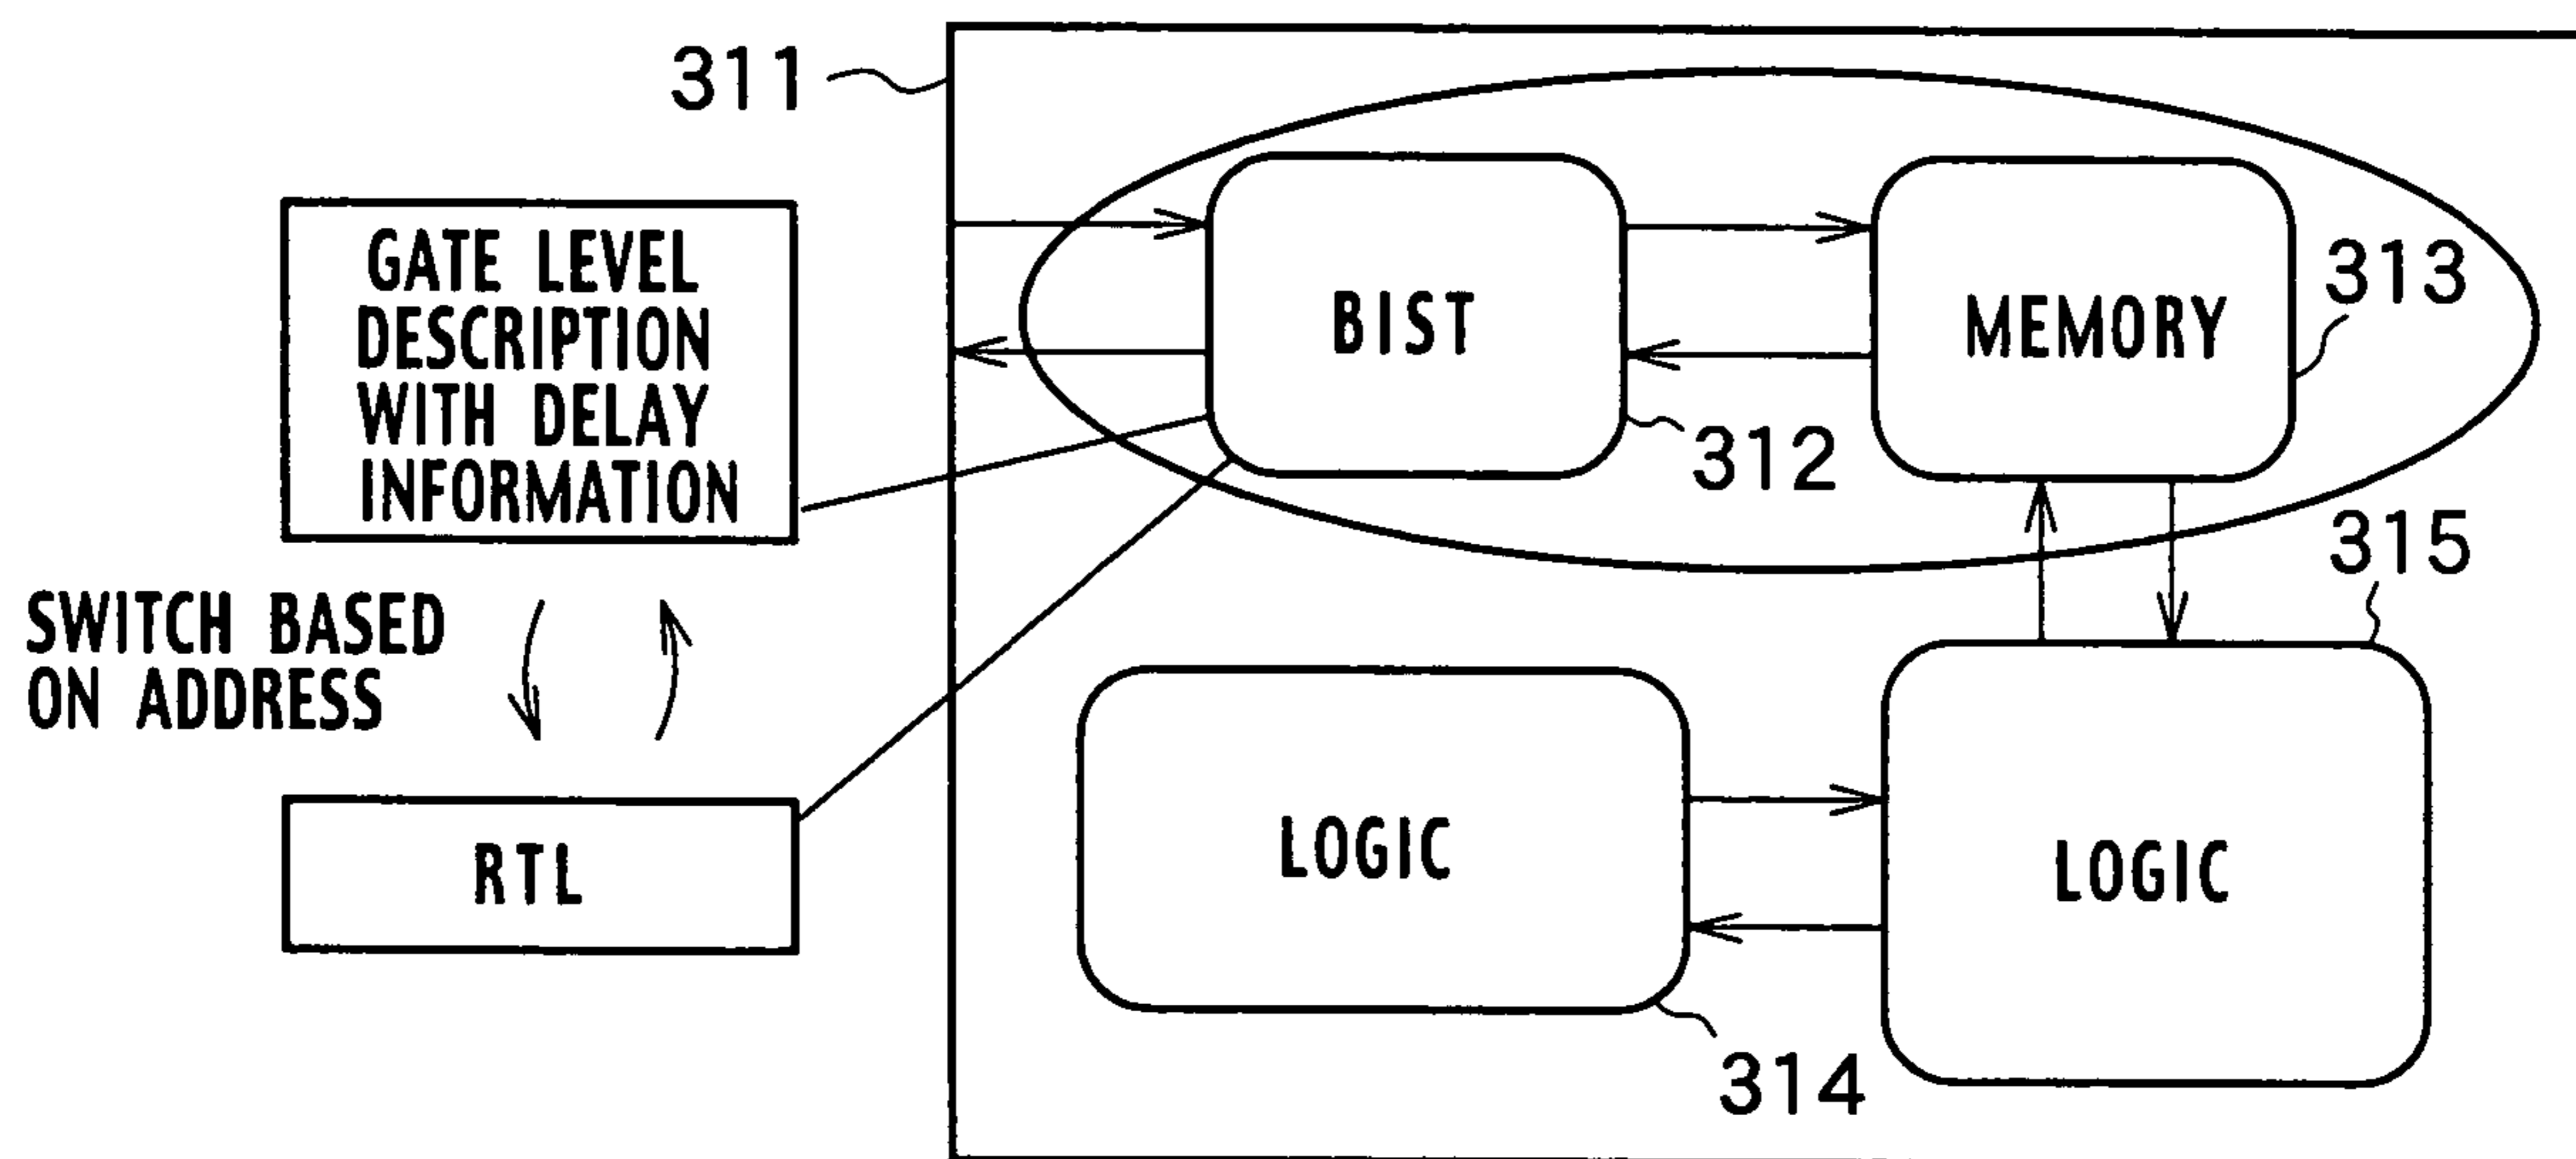 311
GATE LEVEL
DESCRIPTION
WITH DELAY
INFORMATION
BIST
MEMORY
313
312
SWITCH BASED
ON ADDRESS
315
RTL
LOGIC
LOGIC
314